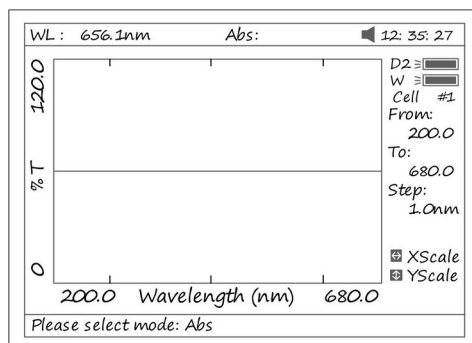 WL: 656.1nm Abs: 12: 35: 27
120.0
% T
0
D2
W
Cell #1
From:
200.0
To:
680.0
Step:
1.0nm
XScale
YScale
200.0 Wavelength (nm) 680.0
Please select mode: Abs